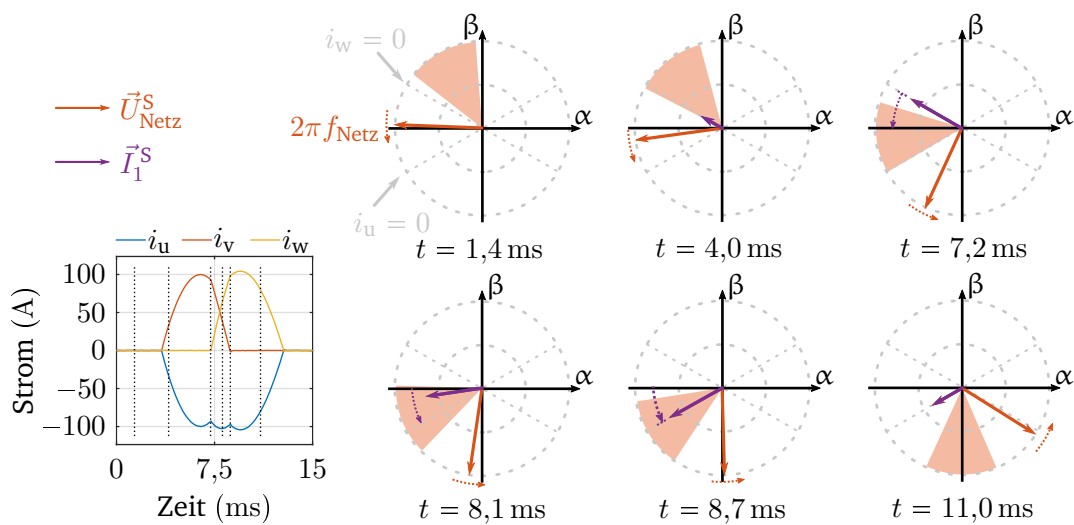 β
i_w = 0
α
2πf_Netz
i_u = 0
t = 1,4 ms
β
α
t = 4,0 ms
β
α
t = 7,2 ms
U⃗^S_Netz
I⃗_1^S
i_u i_v i_w
100
50
0
−50
−100
Strom (A)
0 7,5 15
Zeit (ms)
β
α
t = 8,1 ms
β
α
t = 8,7 ms
β
α
t = 11,0 ms